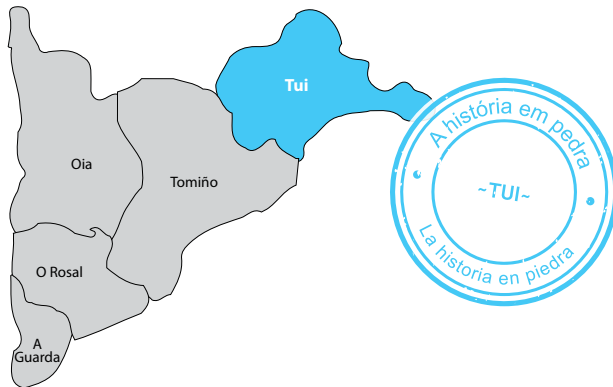 Tui
Oia
Tomiño
O Rosal
A
Guarda
A história em pedra
~TUI~
La historia en piedra